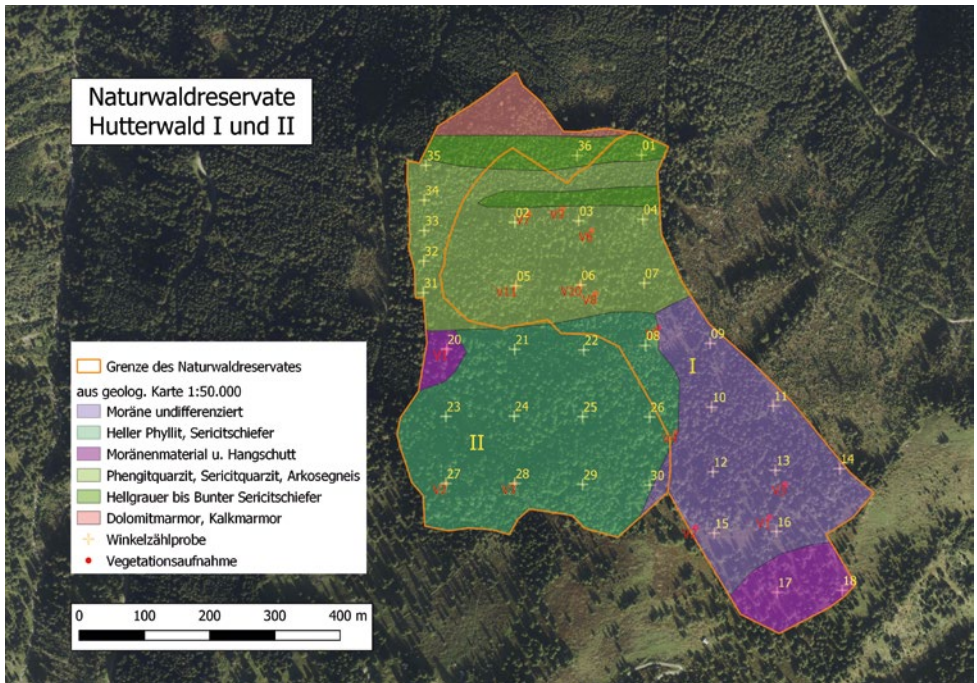 Naturwaldreservate
Hutterwald I und II
35
36
01
34
33
02
03
04
32
31
05
06
07
V11
20
21
22
08
09
I
10
11
23
24
25
26
II
27
28
29
30
12
13
14
15
16
17
18
Grenze des Naturwaldreservates
aus geolog. Karte 1:50.000
Moräne undifferenziert
Heller Phyllit, Sericitschiefer
Moränenmaterial u. Hangschutt
Phengitquarzit, Sericitquarzit, Arkosegneis
Hellgrauer bis Bunter Sericitschiefer
Dolomitmarmor, Kalkmarmor
Winkelzählprobe
Vegetationsaufnahme
0 100 200 300 400 m